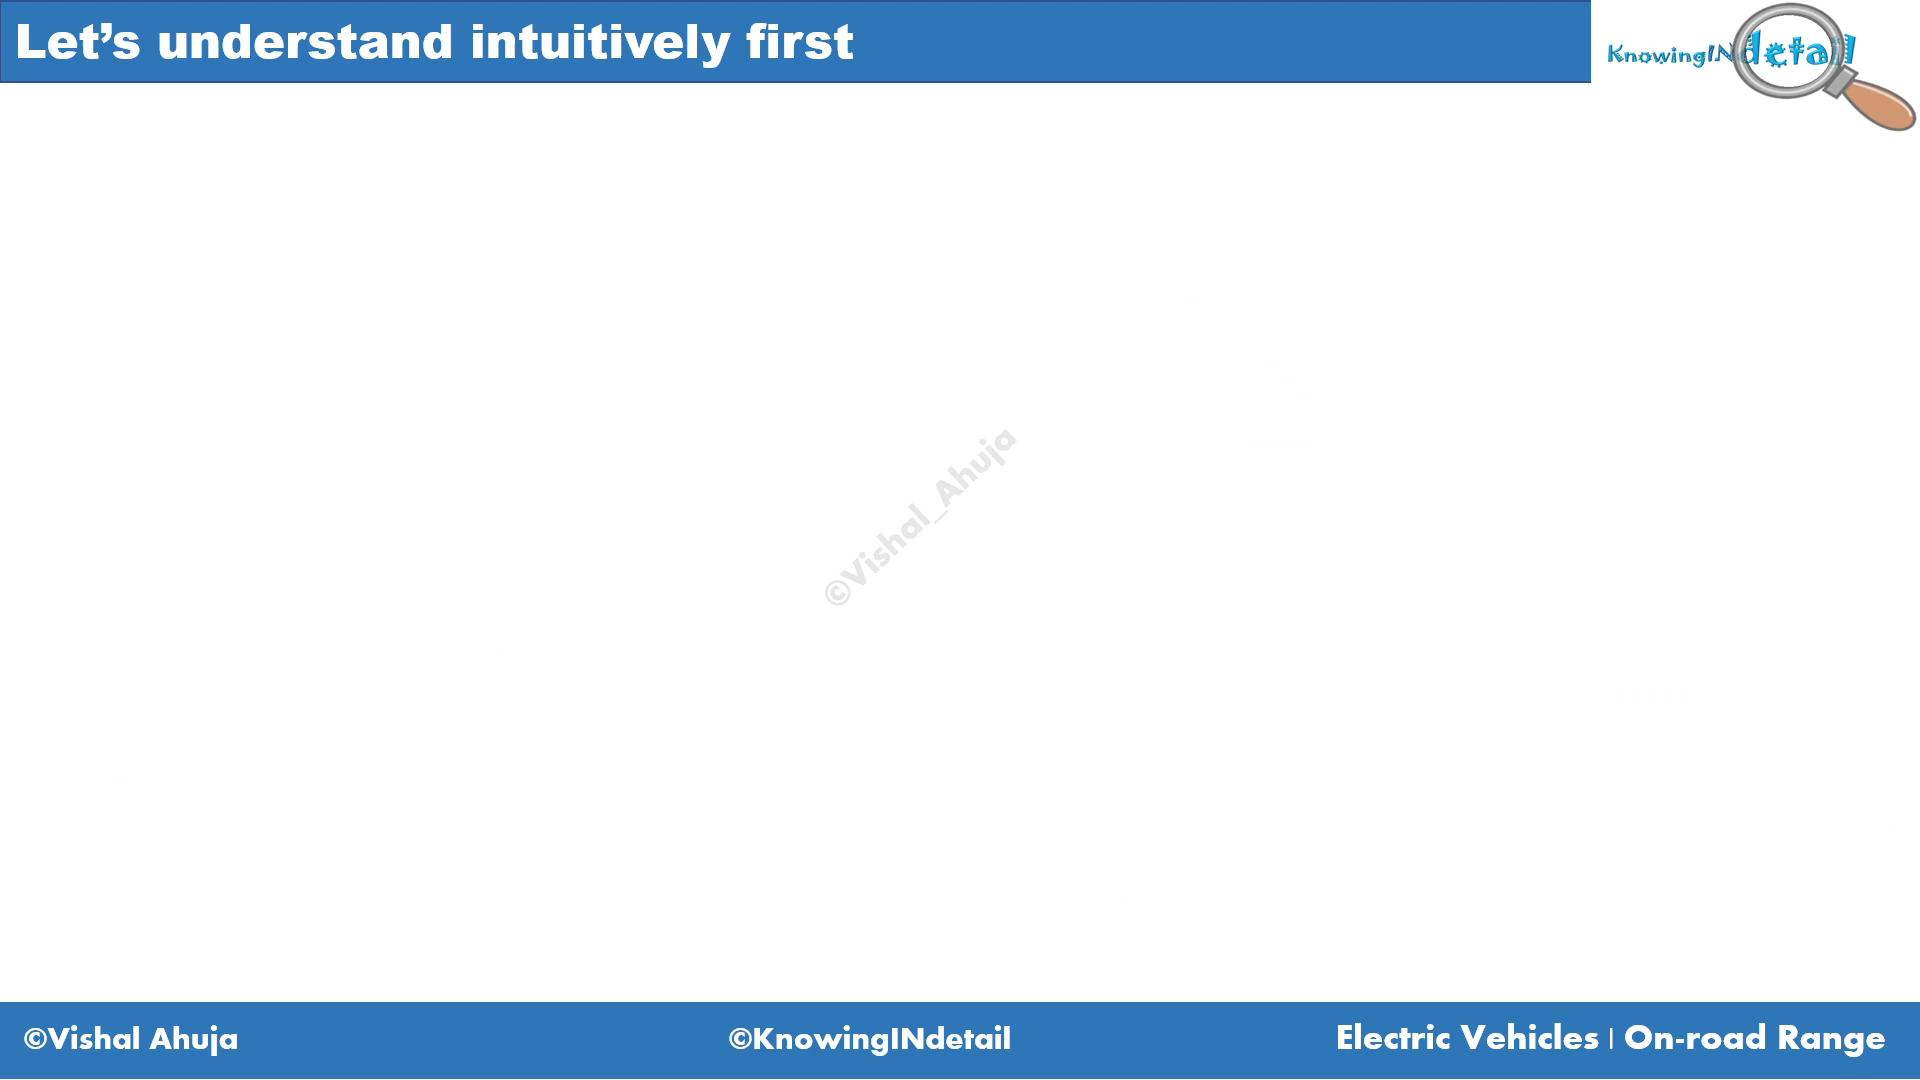 Let’s understand intuitively first
KnowingINdetail
©Vishal_Ahuja
©Vishal Ahuja
©KnowingINdetail
Electric Vehicles | On-road Range